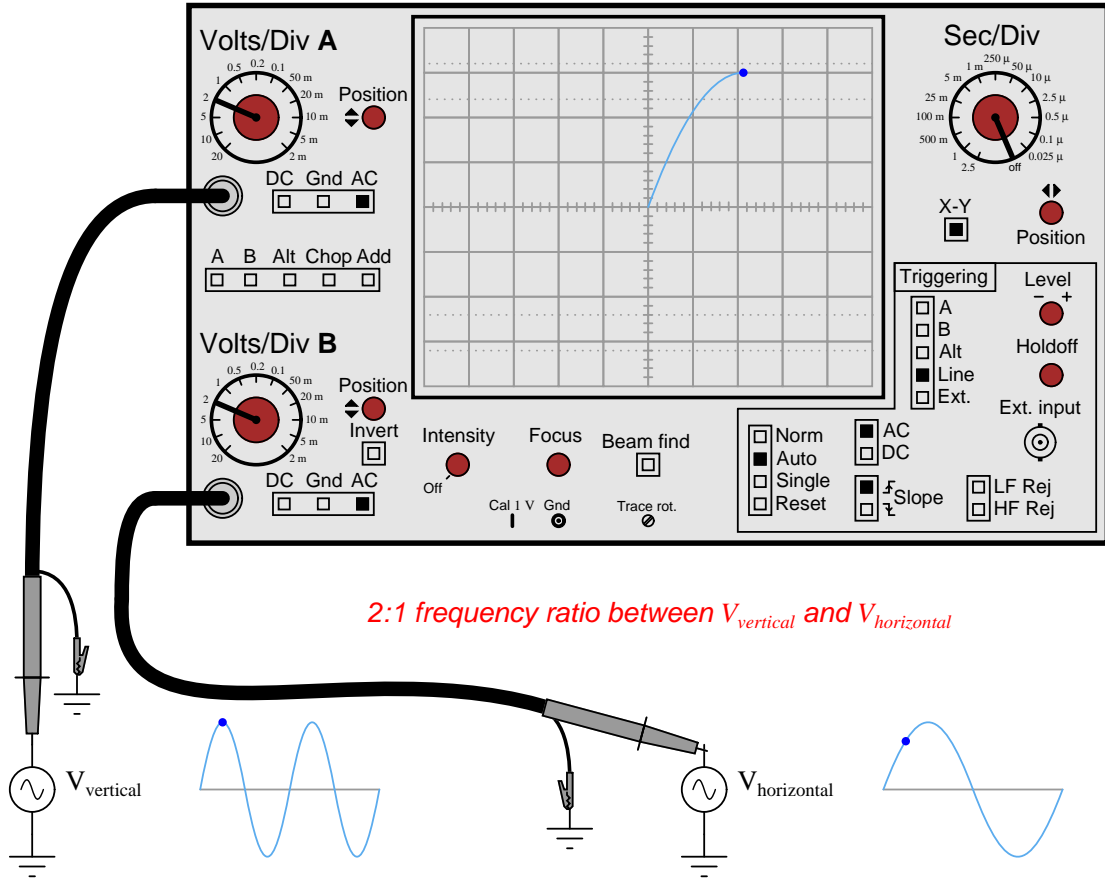 Volts/Div A
0.5 0.2 0.1
1 50 m
2 20 m
5 10 m
10 5 m
20 2 m
Position
DC Gnd AC
A B Alt Chop Add
Volts/Div B
0.5 0.2 0.1
1 50 m
2 20 m
5 10 m
10 5 m
20 2 m
Position
Invert
DC Gnd AC
Intensity
Off
Focus
Beam find
Cal 1 V Gnd
Trace rot.
Sec/Div
250 µ
1 m 50 µ
5 m 10 µ
25 m 2.5 µ
100 m 0.5 µ
500 m 0.1 µ
1 0.025 µ
2.5 off
X-Y
Position
Triggering
A
B
Alt
Line
Ext.
Level
− +
Holdoff
Ext. input
Norm
Auto
Single
Reset
AC
DC
Slope
LF Rej
HF Rej
2:1 frequency ratio between Vvertical and Vhorizontal
Vvertical
Vhorizontal